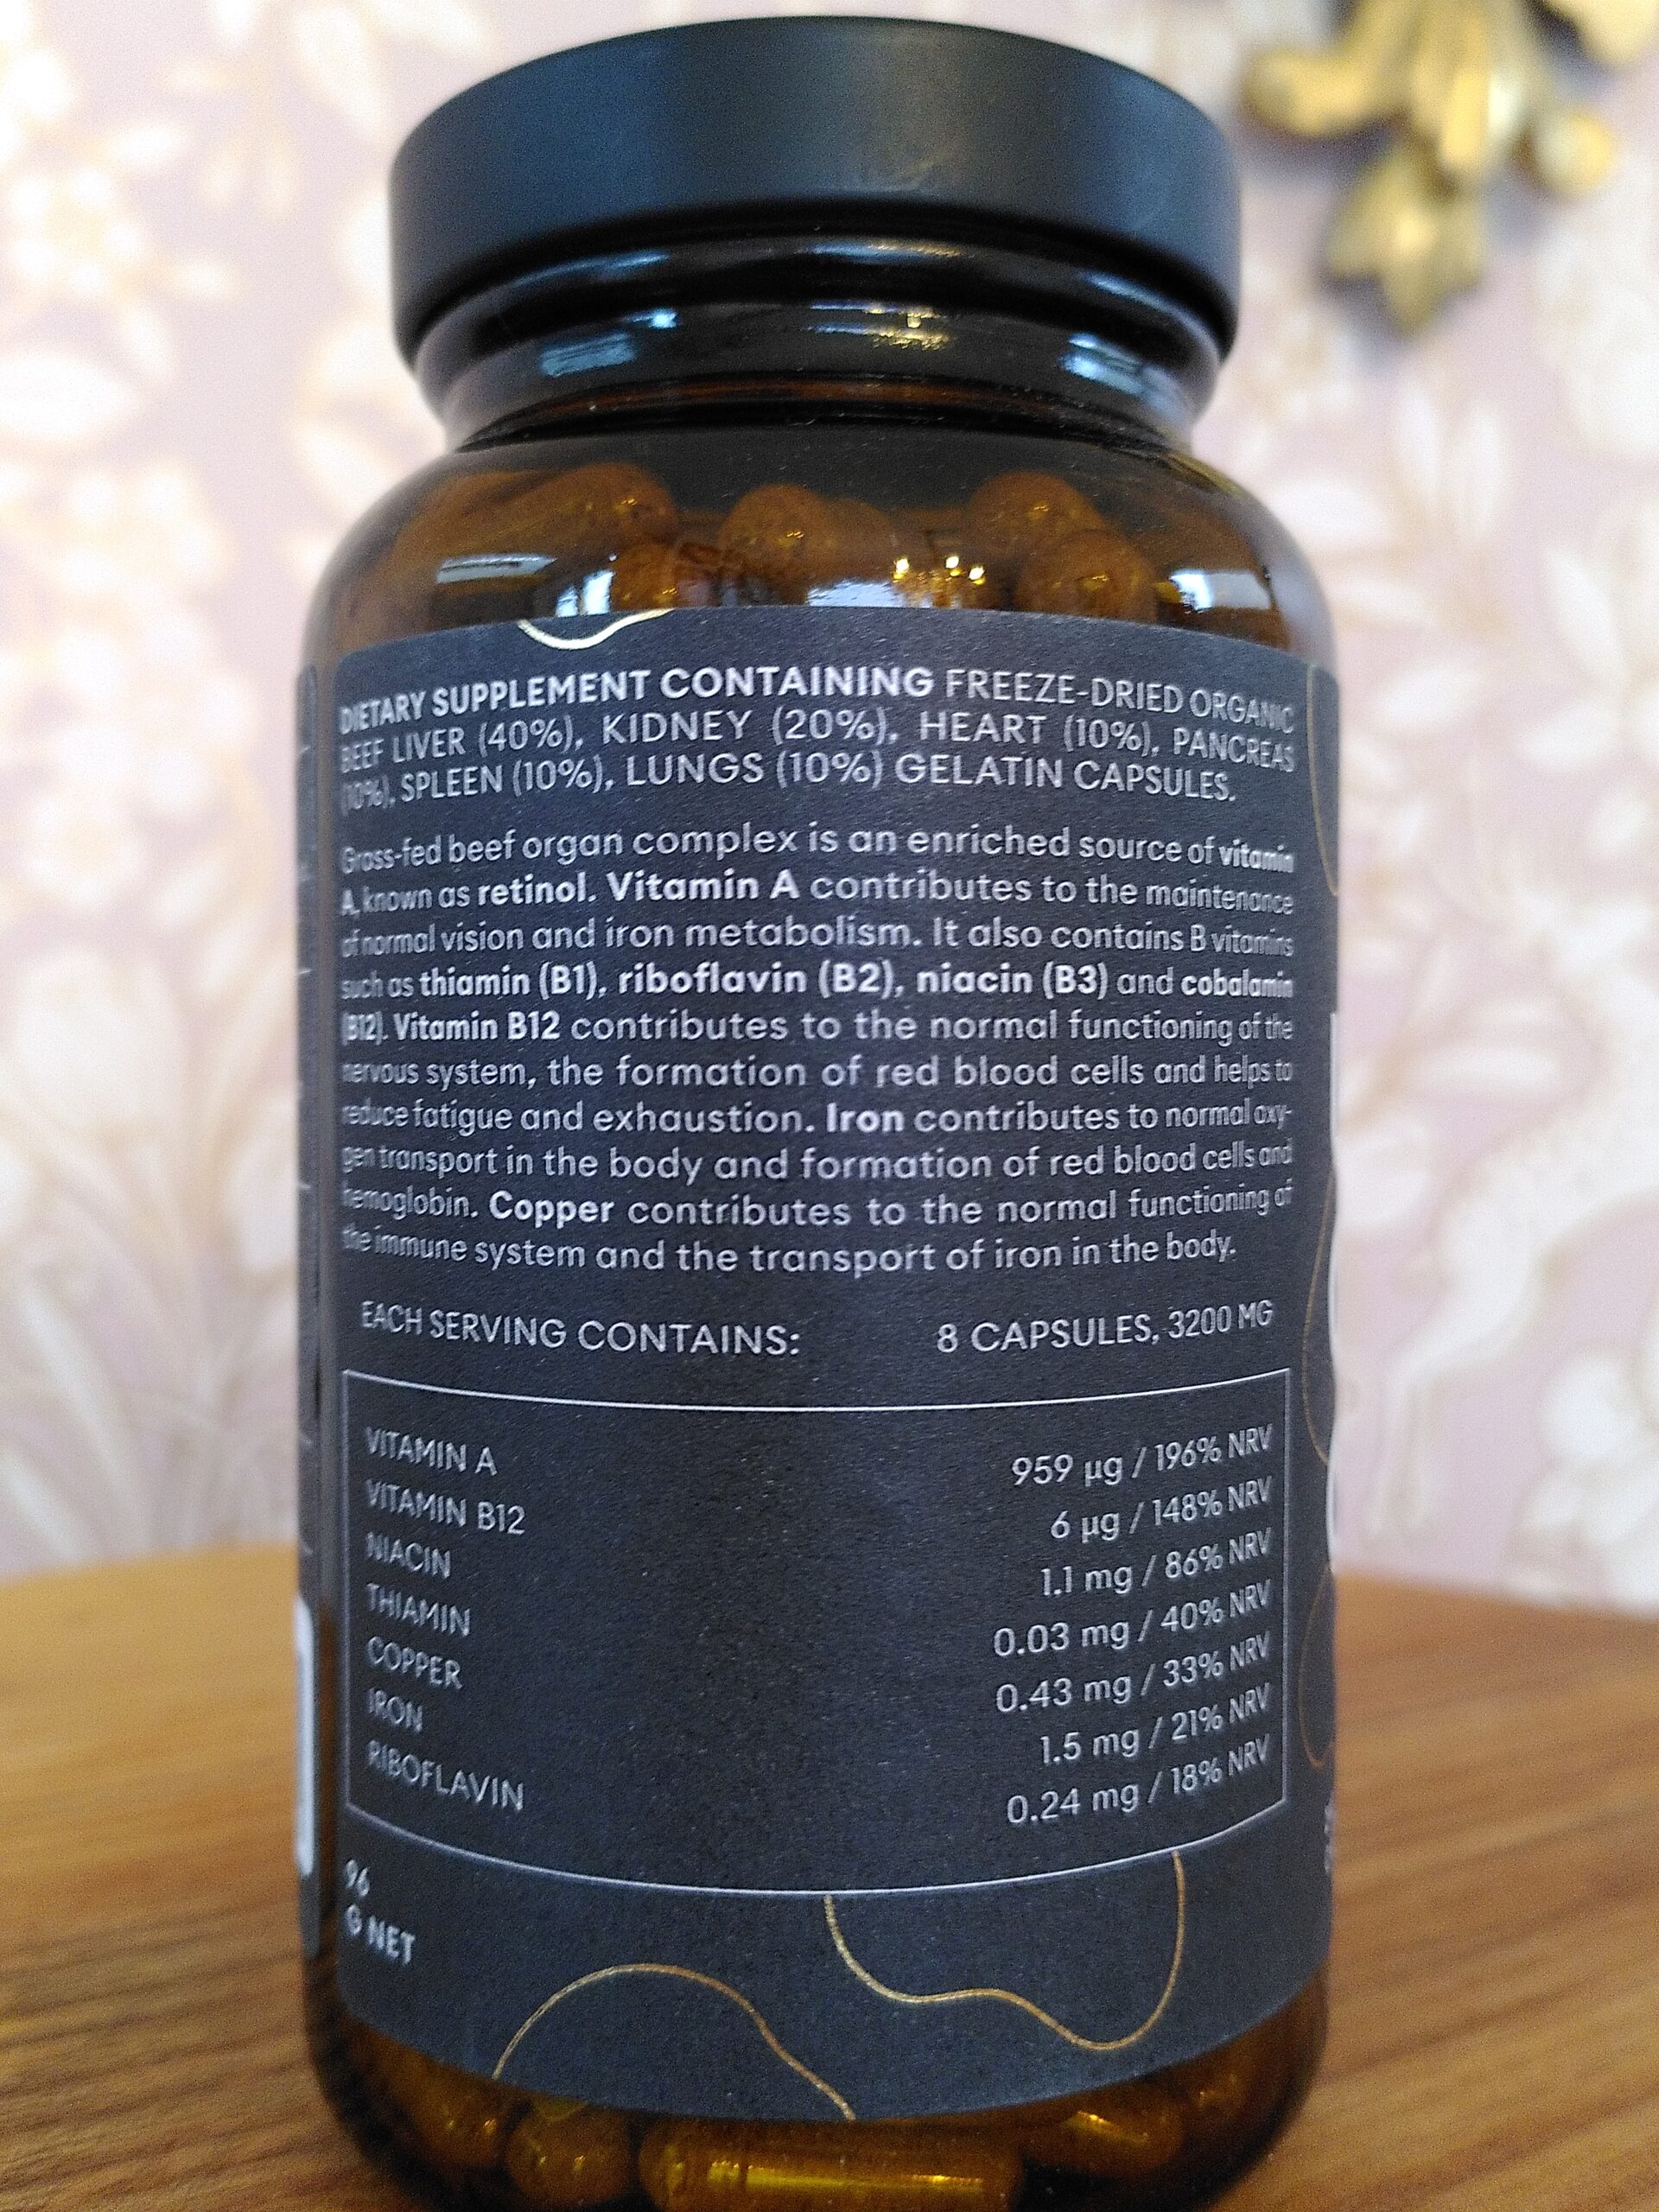 DIETARY SUPPLEMENT CONTAINING FREEZE-DRIED ORGANIC
BEEF LIVER (40%), KIDNEY (20%), HEART (10%), PANCREAS
(10%), SPLEEN (10%), LUNGS (10%) GELATIN CAPSULES.
Grass-fed beef organ complex is an enriched source of vitamin
A, known as retinol. Vitamin A contributes to the maintenance
of normal vision and iron metabolism. It also contains B vitamins
such as thiamin (B1), riboflavin (B2), niacin (B3) and cobalamin
(B12). Vitamin B12 contributes to the normal functioning of the
nervous system, the formation of red blood cells and helps to
reduce fatigue and exhaustion. Iron contributes to normal oxy-
gen transport in the body and formation of red blood cells and
hemoglobin. Copper contributes to the normal functioning of
the immune system and the transport of iron in the body.
EACH SERVING CONTAINS: 8 CAPSULES, 3200 MG
VITAMIN A 959 µg / 196% NRV
VITAMIN B12 6 µg / 148% NRV
NIACIN 1.1 mg / 86% NRV
THIAMIN 0.03 mg / 40% NRV
COPPER 0.43 mg / 33% NRV
IRON 1.5 mg / 21% NRV
RIBOFLAVIN 0.24 mg / 18% NRV
96
G NET